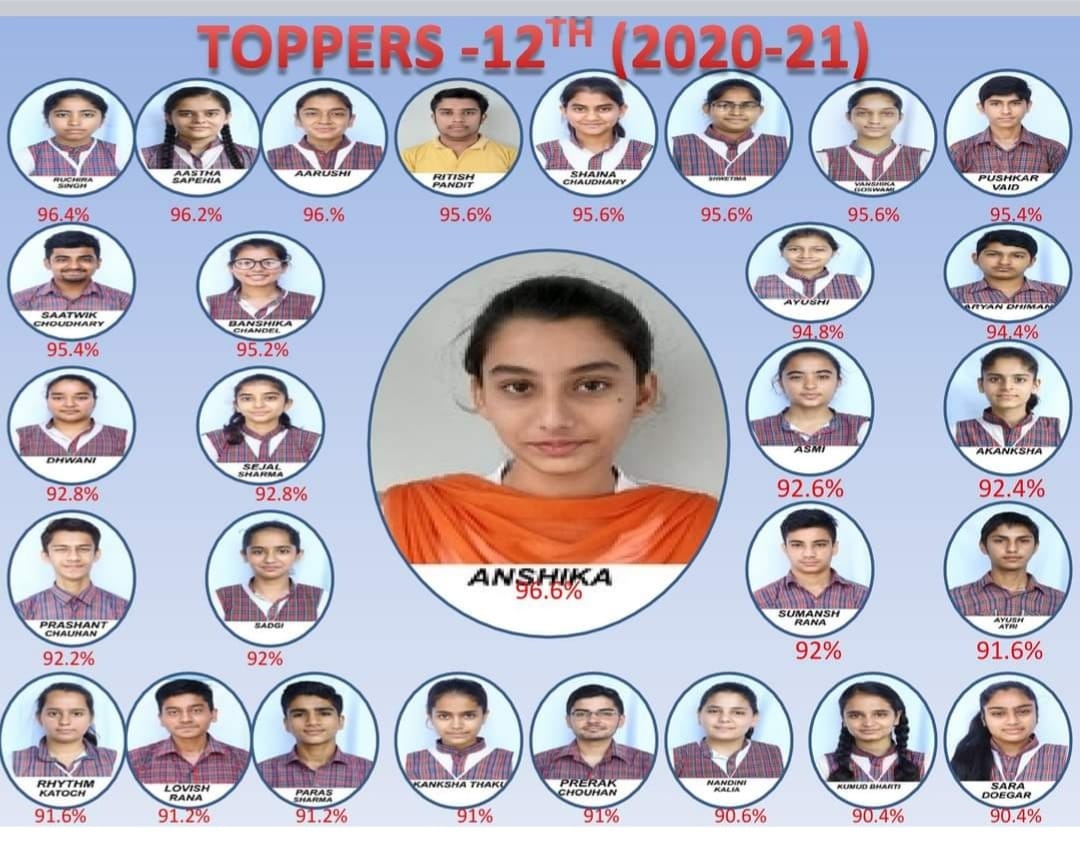 TOPPERS -12TH (2020-21)
RUCHIRA
SINGH
96.4%
AASTHA
SAPEHIA
96.2%
AARUSHI
96.%
RITISH
PANDIT
95.6%
SHAINA
CHAUDHARY
95.6%
SHWETIMA
95.6%
VANSHIKA
GOSWAMI
95.6%
PUSHKAR
VAID
95.4%
SAATWIK
CHOUDHARY
95.4%
BANSHIKA
CHANDEL
95.2%
AYUSHI
94.8%
ARYAN DHIMAN
94.4%
DHWANI
92.8%
SEJAL
SHARMA
92.8%
ANSHIKA
96.6%
ASMI
92.6%
AKANKSHA
92.4%
PRASHANT
CHAUHAN
92.2%
SADGI
92%
SUMANSH
RANA
92%
AYUSH
ATRI
91.6%
RHYTHM
KATOCH
91.6%
LOVISH
RANA
91.2%
PARAS
SHARMA
91.2%
KANKSHA THAKU
91%
PRERAK
CHOUHAN
91%
NANDINI
KALIA
90.6%
KUMUD BHARTI
90.4%
SARA
DOEGAR
90.4%